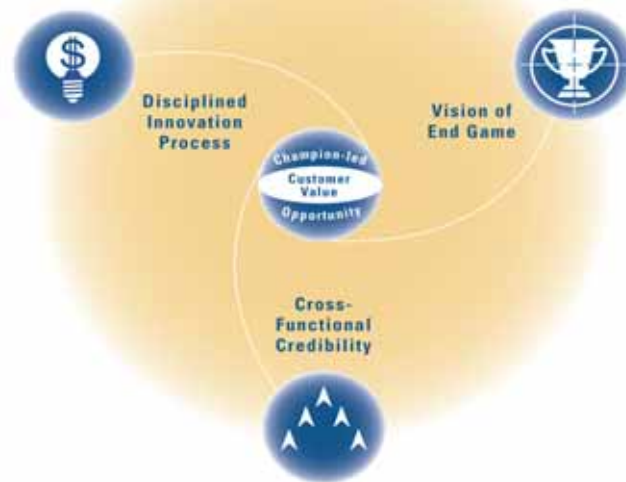 $
Disciplined
Innovation
Process
Vision of
End Game
Champion-led
Customer
Value
Opportunity
Cross-
Functional
Credibility